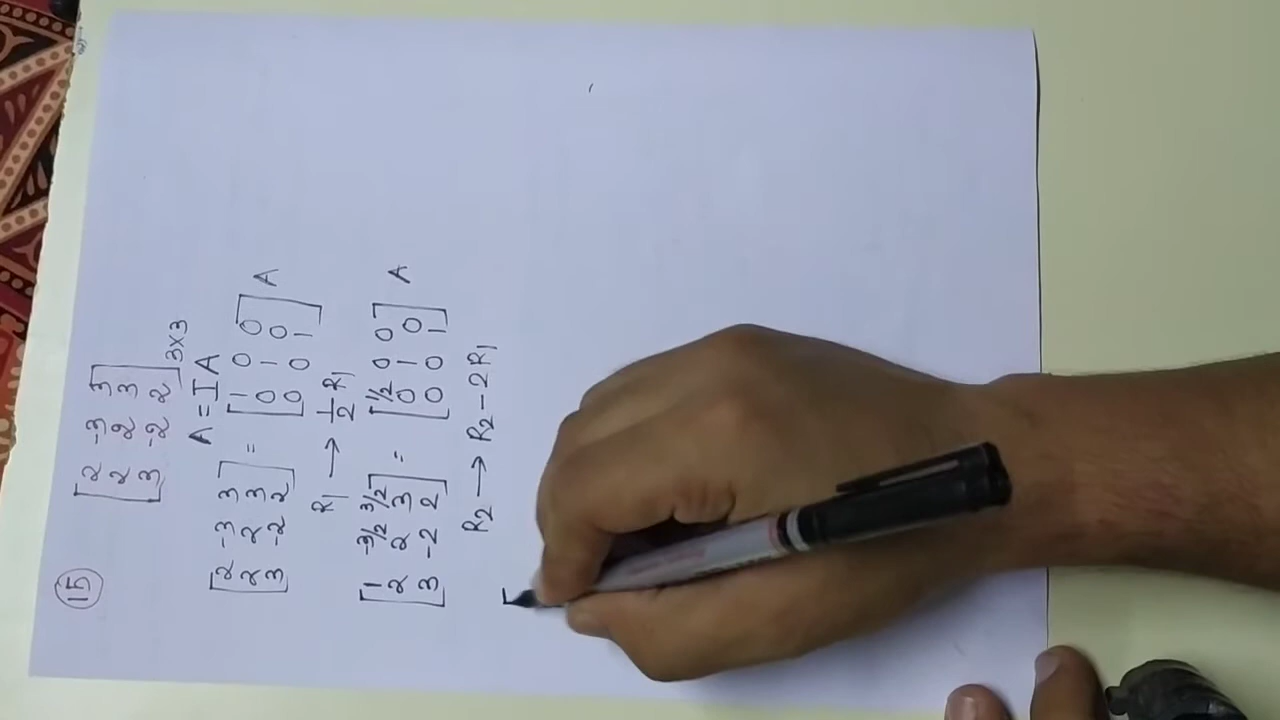 (15)
[2 -3 3
2 2 3
3 -2 2] 3×3
A = IA
[2 -3 3
2 2 3
3 -2 2] = [1 0 0
0 1 0
0 0 1] A
R₁ → 1/2 R₁
[1 -3/2 3/2
2 2 3
3 -2 2] = [1/2 0 0
0 1 0
0 0 1] A
R₂ → R₂ - 2R₁
[